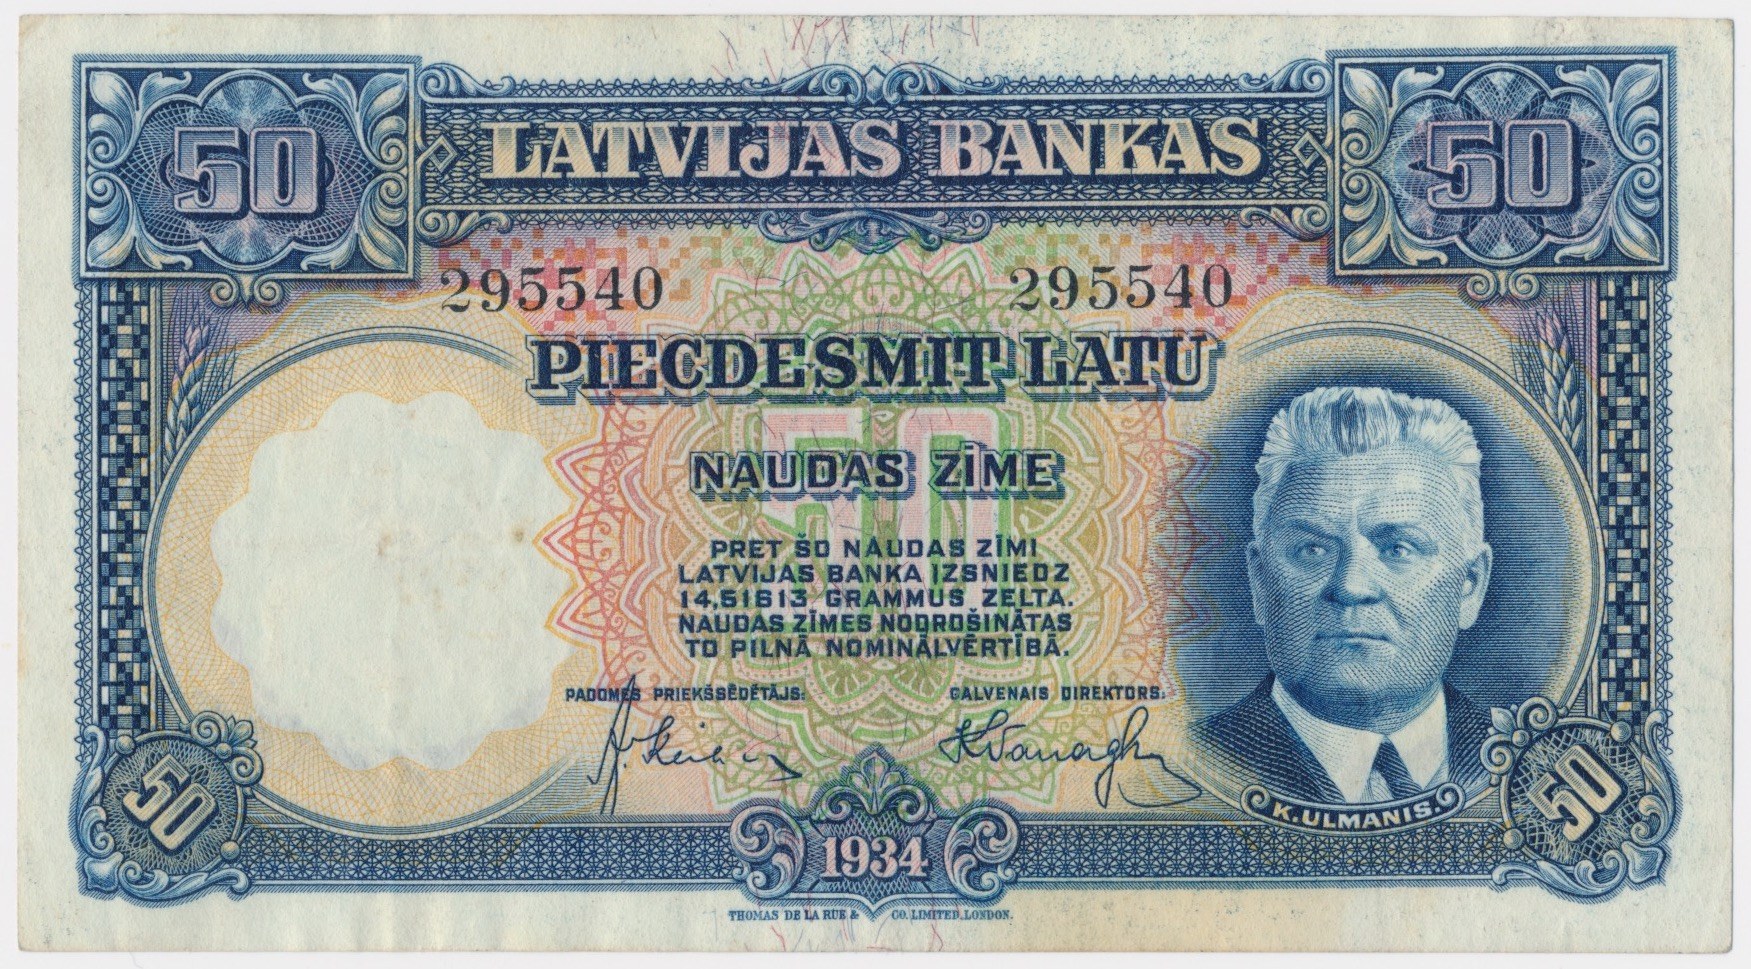 50 LATVIJAS BANKAS 50
295540 295540
PIECDESMIT LATU
50
NAUDAS ZĪME
PRET ŠO NAUDAS ZĪMI
LATVIJAS BANKA IZSNIEDZ
14,51613 GRAMMUS ZELTA.
NAUDAS ZĪMES NODROŠINĀTAS
TO PILNĀ NOMINĀLVĒRTĪBĀ.
PADOMES PRIEKŠSĒDĒTĀJS: GALVENAIS DIREKTORS.
K. ULMANIS.
50 1934 50
THOMAS DE LA RUE & CO. LIMITED, LONDON.